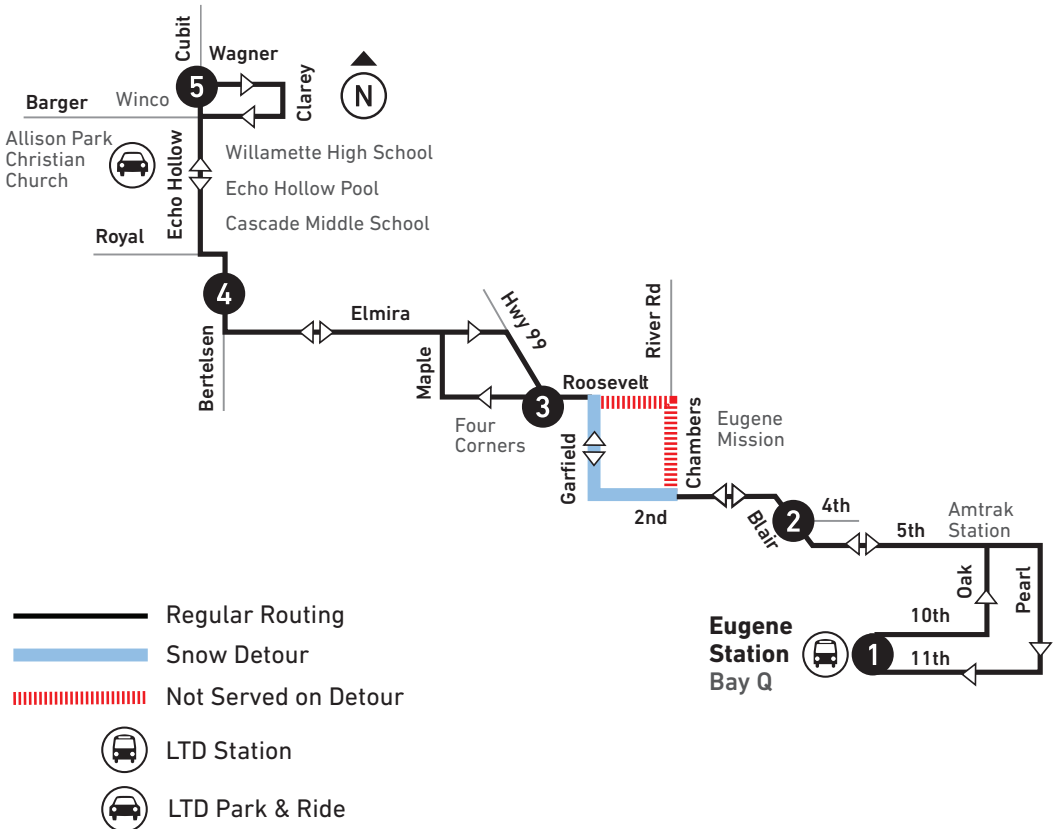 Cubit
Wagner
5
Clarey
N
Barger
Winco
Allison Park
Christian
Church
Echo Hollow
Willamette High School
Echo Hollow Pool
Cascade Middle School
Royal
4
Bertelsen
Elmira
Maple
Hwy 99
River Rd
Roosevelt
3
Four
Corners
Garfield
Chambers
Eugene
Mission
2nd
Blair
2
4th
5th
Amtrak
Station
Oak
Pearl
10th
11th
Eugene
Station
Bay Q
1
Regular Routing
Snow Detour
Not Served on Detour
LTD Station
LTD Park & Ride